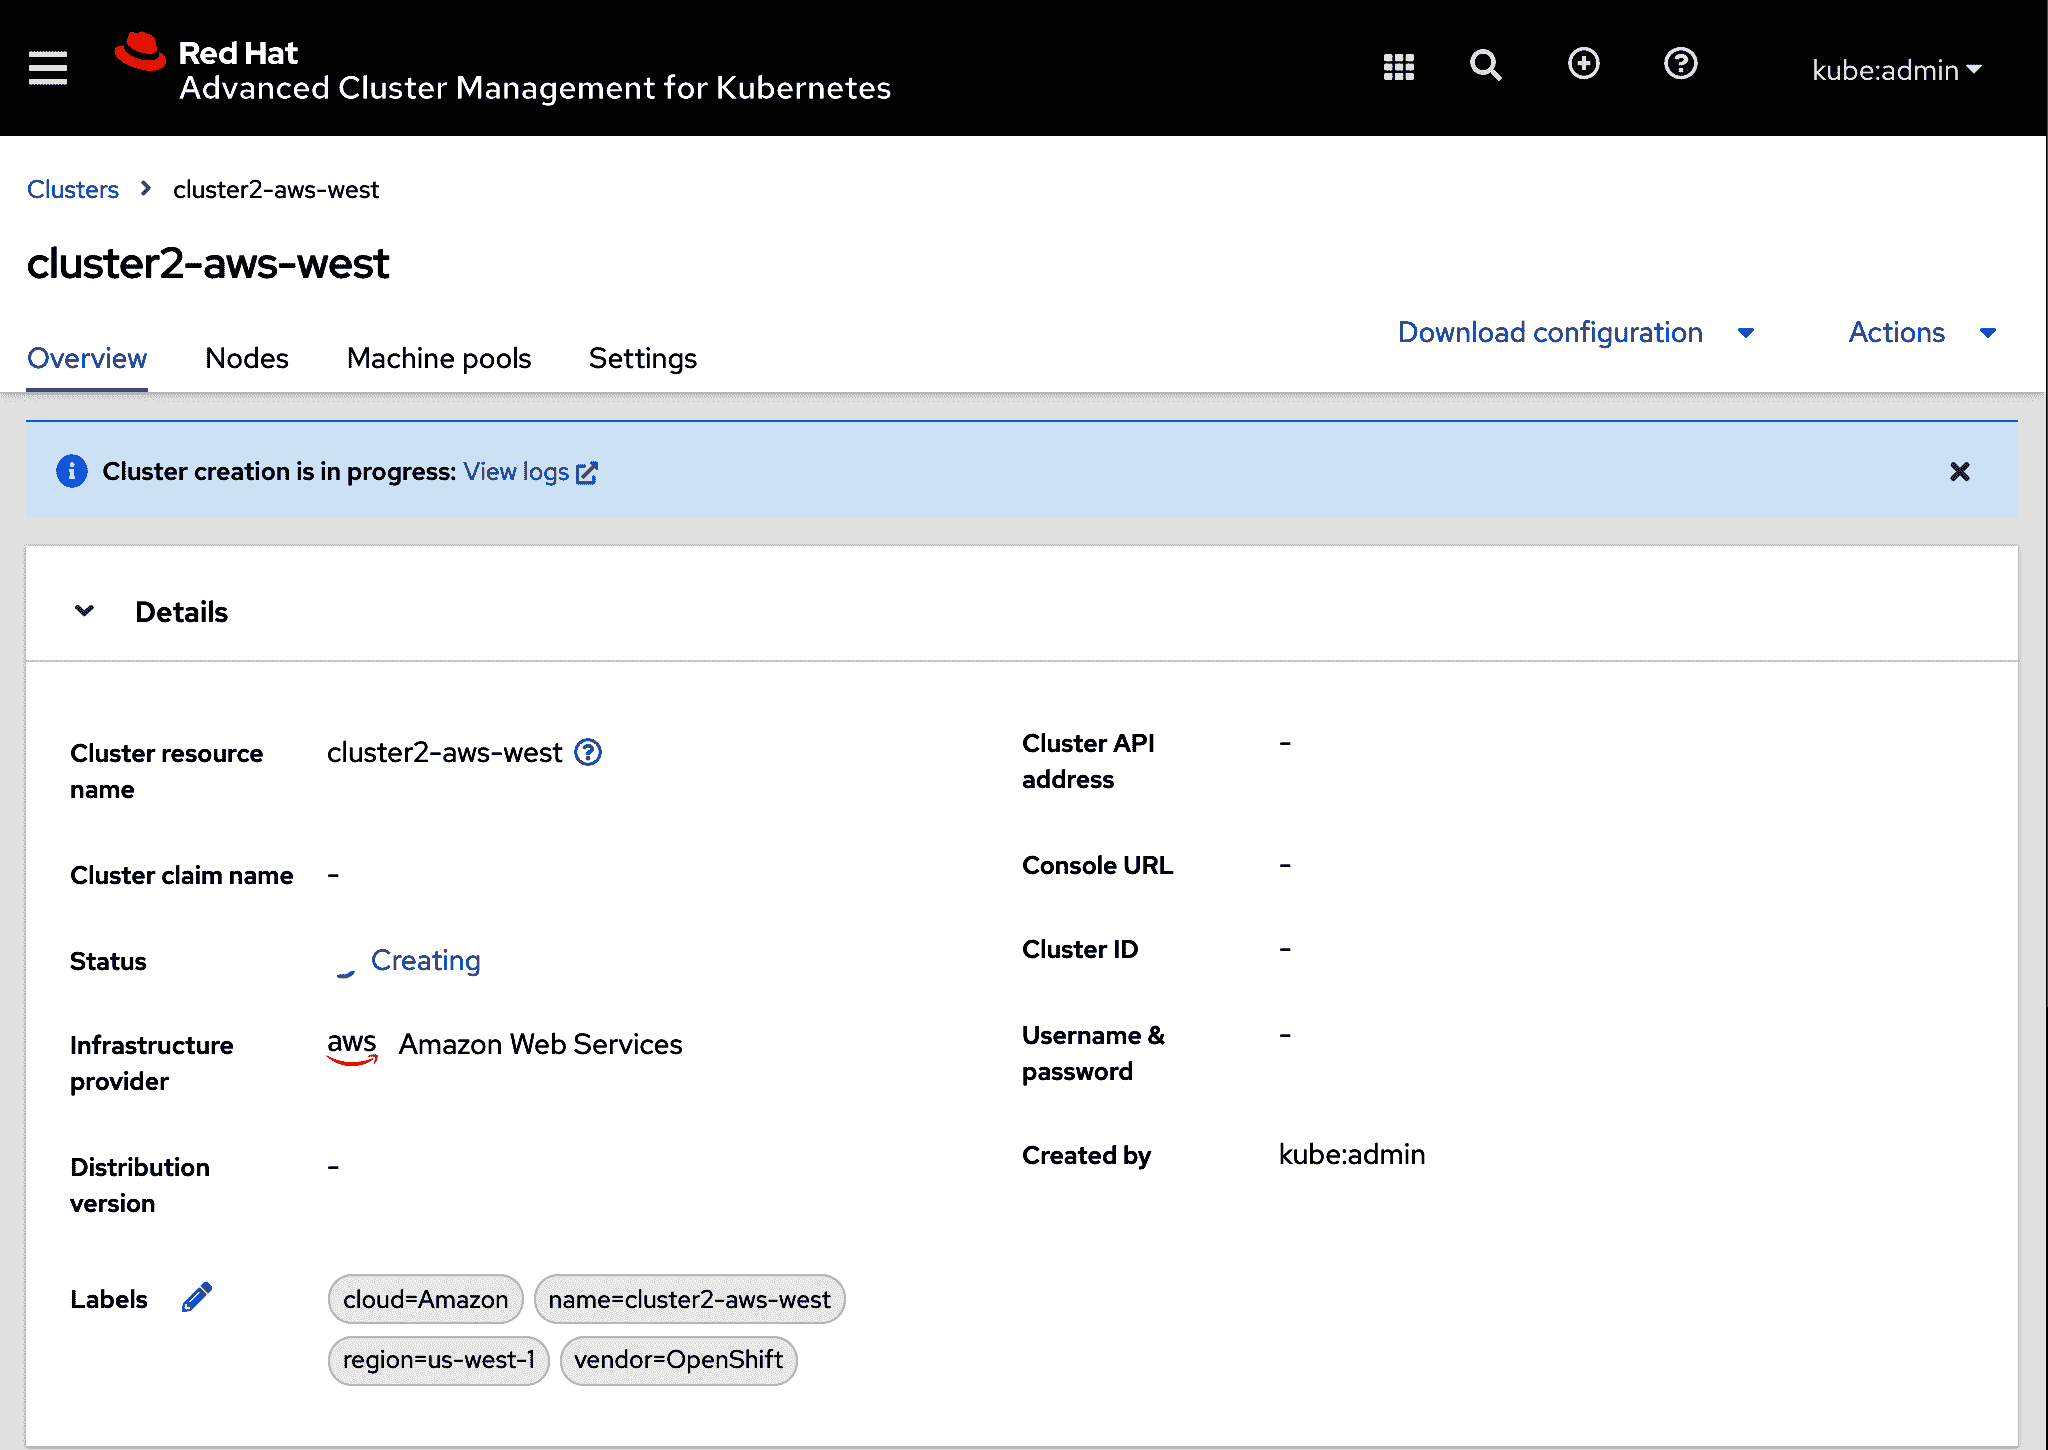 Red Hat
Advanced Cluster Management for Kubernetes
kube:admin
Clusters
cluster2-aws-west
cluster2-aws-west
Download configuration
Actions
Overview
Nodes
Machine pools
Settings
Cluster creation is in progress: View logs
Details
Cluster resource name
cluster2-aws-west
Cluster claim name
-
Status
Creating
Infrastructure provider
aws
Amazon Web Services
Distribution version
-
Labels
cloud=Amazon
name=cluster2-aws-west
region=us-west-1
vendor=OpenShift
Cluster API address
-
Console URL
-
Cluster ID
-
Username & password
-
Created by
kube:admin